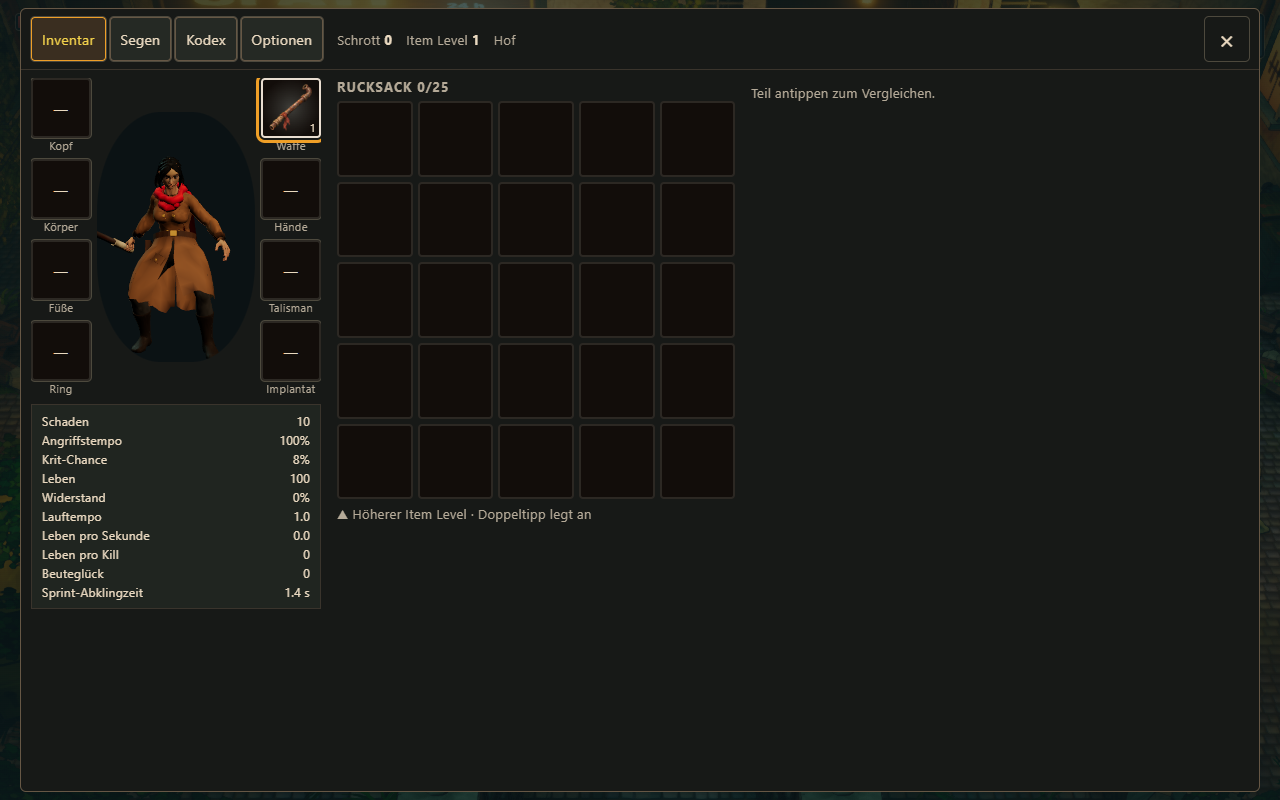 Inventar Segen Kodex Optionen Schrott 0 Item Level 1 Hof ×
— Kopf
— Körper
— Füße
— Ring
1 Waffe
— Hände
— Talisman
— Implantat
Schaden 10
Angriffstempo 100%
Krit-Chance 8%
Leben 100
Widerstand 0%
Lauftempo 1.0
Leben pro Sekunde 0.0
Leben pro Kill 0
Beuteglück 0
Sprint-Abklingzeit 1.4 s
RUCKSACK 0/25
▲ Höherer Item Level · Doppeltipp legt an
Teil antippen zum Vergleichen.